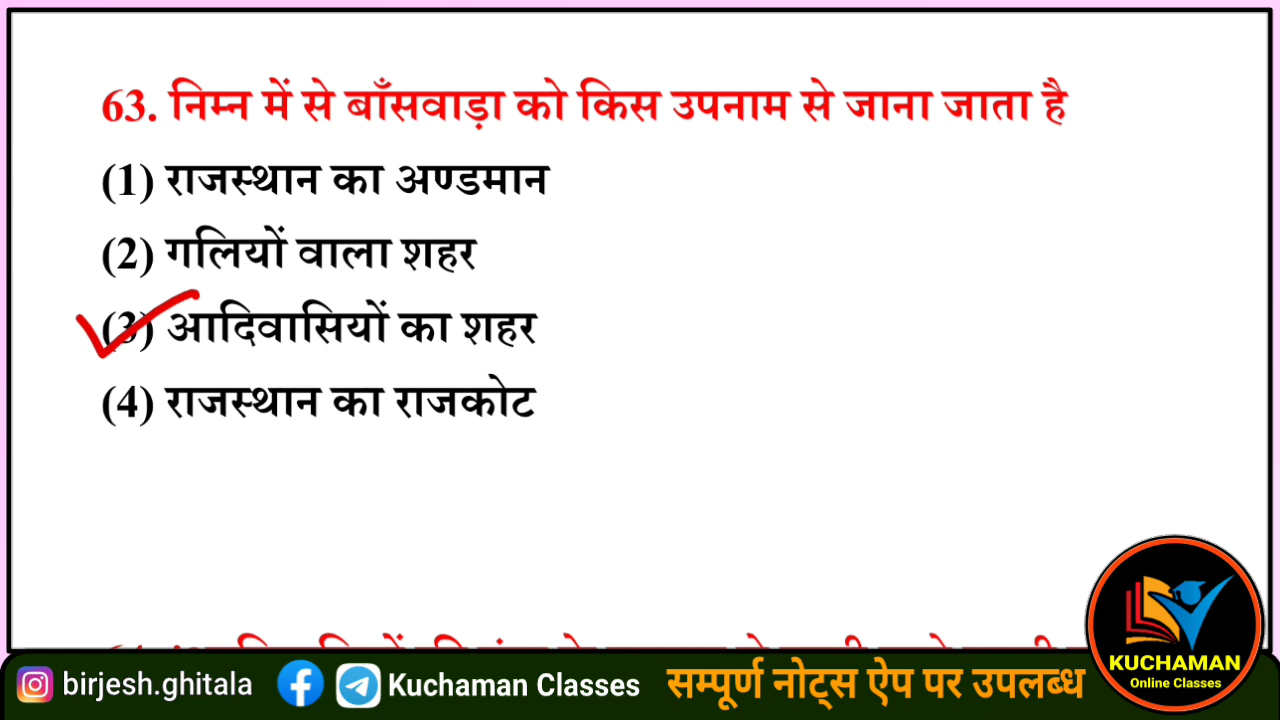 63. निम्न में से बाँसवाड़ा को किस उपनाम से जाना जाता है
(1) राजस्थान का अण्डमान
(2) गलियों वाला शहर
(3) आदिवासियों का शहर
(4) राजस्थान का राजकोट
birjesh.ghitala Kuchaman Classes सम्पूर्ण नोट्स ऐप पर उपलब्ध
KUCHAMAN
Online Classes